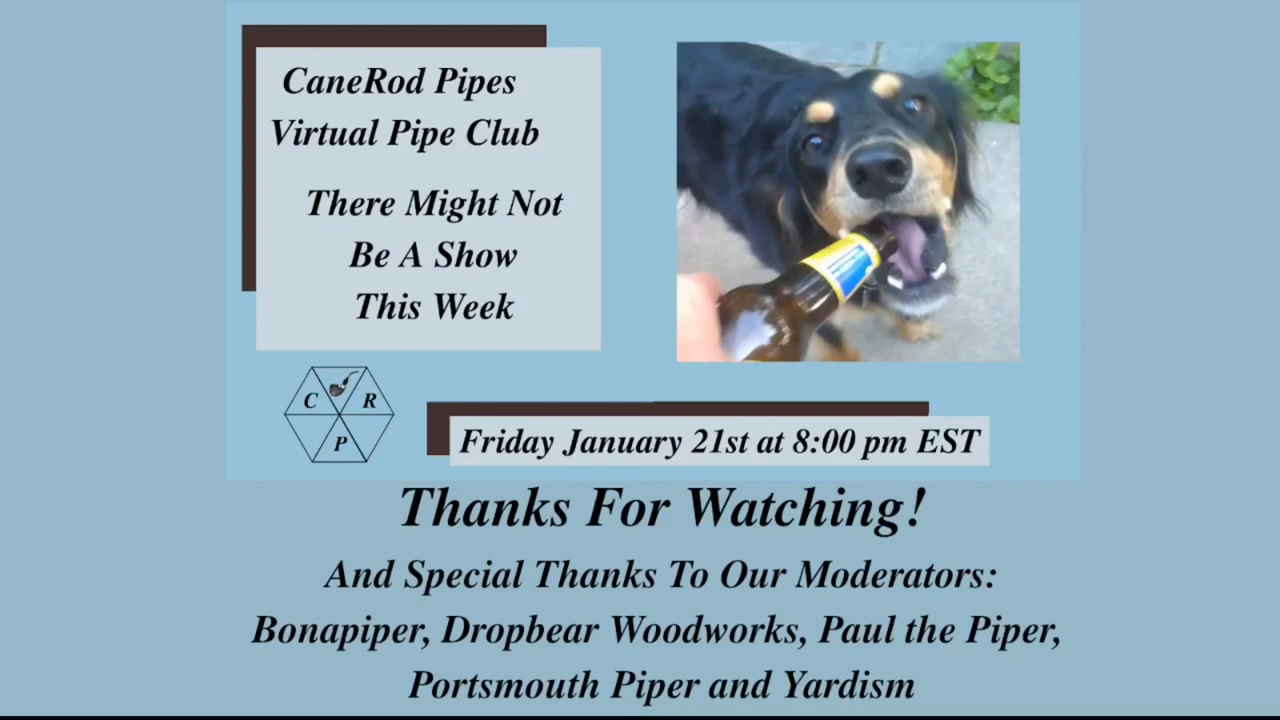 CaneRod Pipes
Virtual Pipe Club
There Might Not
Be A Show
This Week
C R
P
Friday January 21st at 8:00 pm EST
Thanks For Watching!
And Special Thanks To Our Moderators:
Bonapiper, Dropbear Woodworks, Paul the Piper,
Portsmouth Piper and Yardism